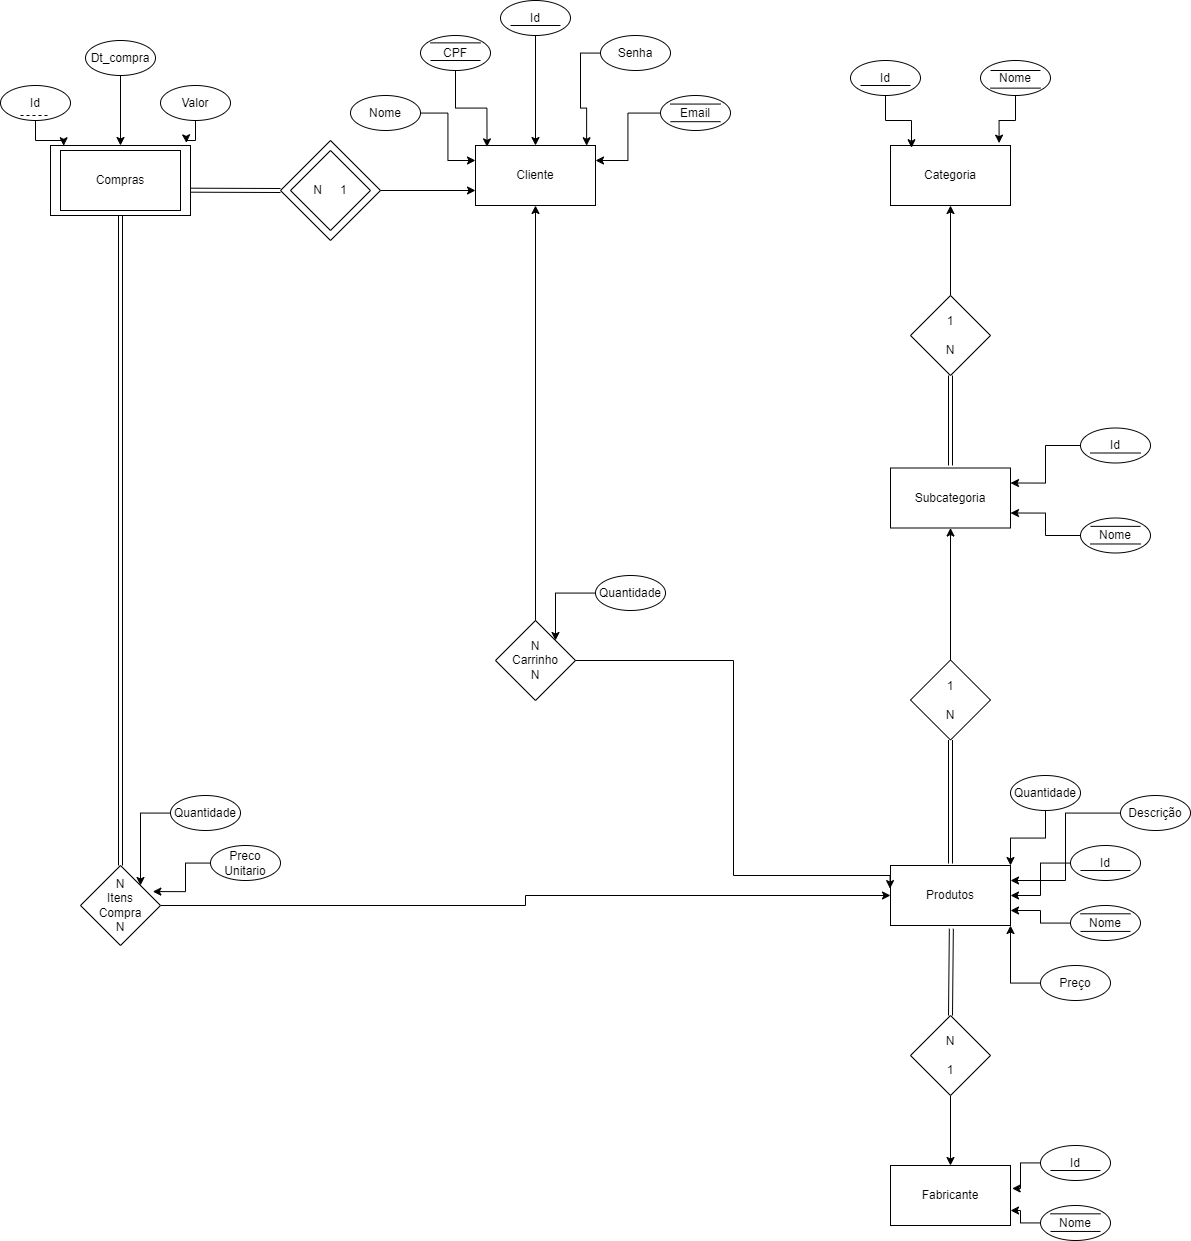 Id
CPF
Senha
Dt_compra
Id
Nome
Id
Valor
Nome
Email
Compras
N 1
Cliente
Categoria
1
N
Id
Subcategoria
Nome
Quantidade
N
Carrinho
N
1
N
Quantidade
Quantidade
Descrição
Preco
Unitario
Id
N
Itens
Compra
N
Produtos
Nome
Preço
N
1
Id
Fabricante
Nome